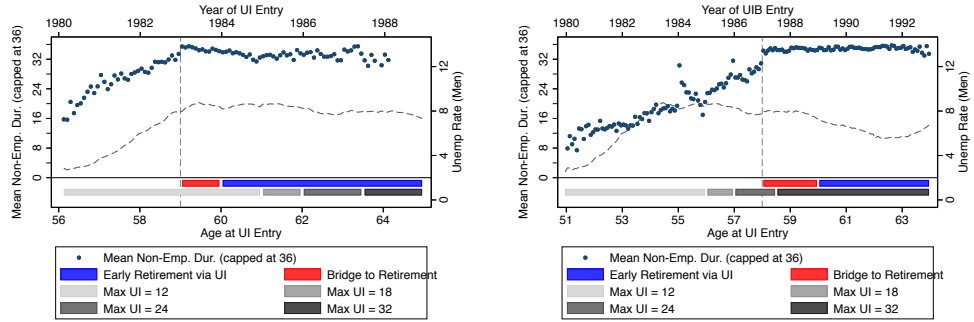 Year of UI Entry
1980 1982 1984 1986 1988
Mean Non-Emp. Dur. (capped at 36)
32
24
16
8
0
12
8
4
0
Unemp Rate (Men)
56 58 60 62 64
Age at UI Entry
Mean Non-Emp. Dur. (capped at 36)
Early Retirement via UI Bridge to Retirement
Max UI = 12 Max UI = 18
Max UI = 24 Max UI = 32
Year of UIB Entry
1980 1982 1984 1986 1988 1990 1992
Mean Non-Emp. Dur. (capped at 36)
32
24
16
8
0
12
8
4
0
Unemp Rate (Men)
51 53 55 57 59 61 63
Age at UI Entry
Mean Non-Emp. Dur. (capped at 36)
Early Retirement via UI Bridge to Retirement
Max UI = 12 Max UI = 18
Max UI = 24 Max UI = 32